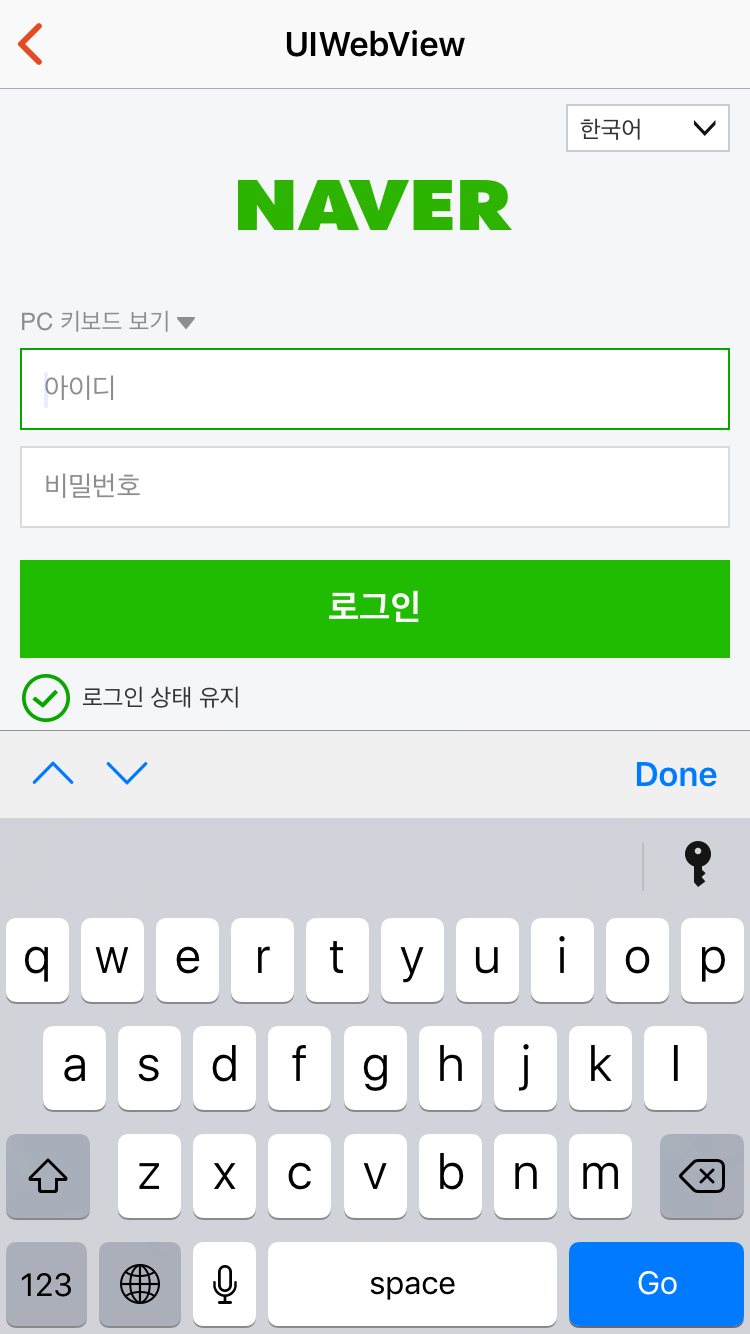 UIWebView
한국어
NAVER
PC 키보드 보기
아이디
비밀번호
로그인
로그인 상태 유지
Done
q w e r t y u i o p
a s d f g h j k l
z x c v b n m
123 space Go